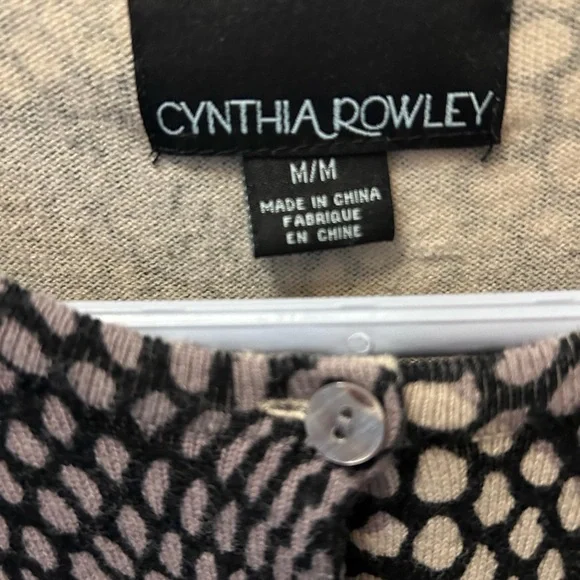 CYNTHIA ROWLEY
M/M
MADE IN CHINA
FABRIQUE
EN CHINE